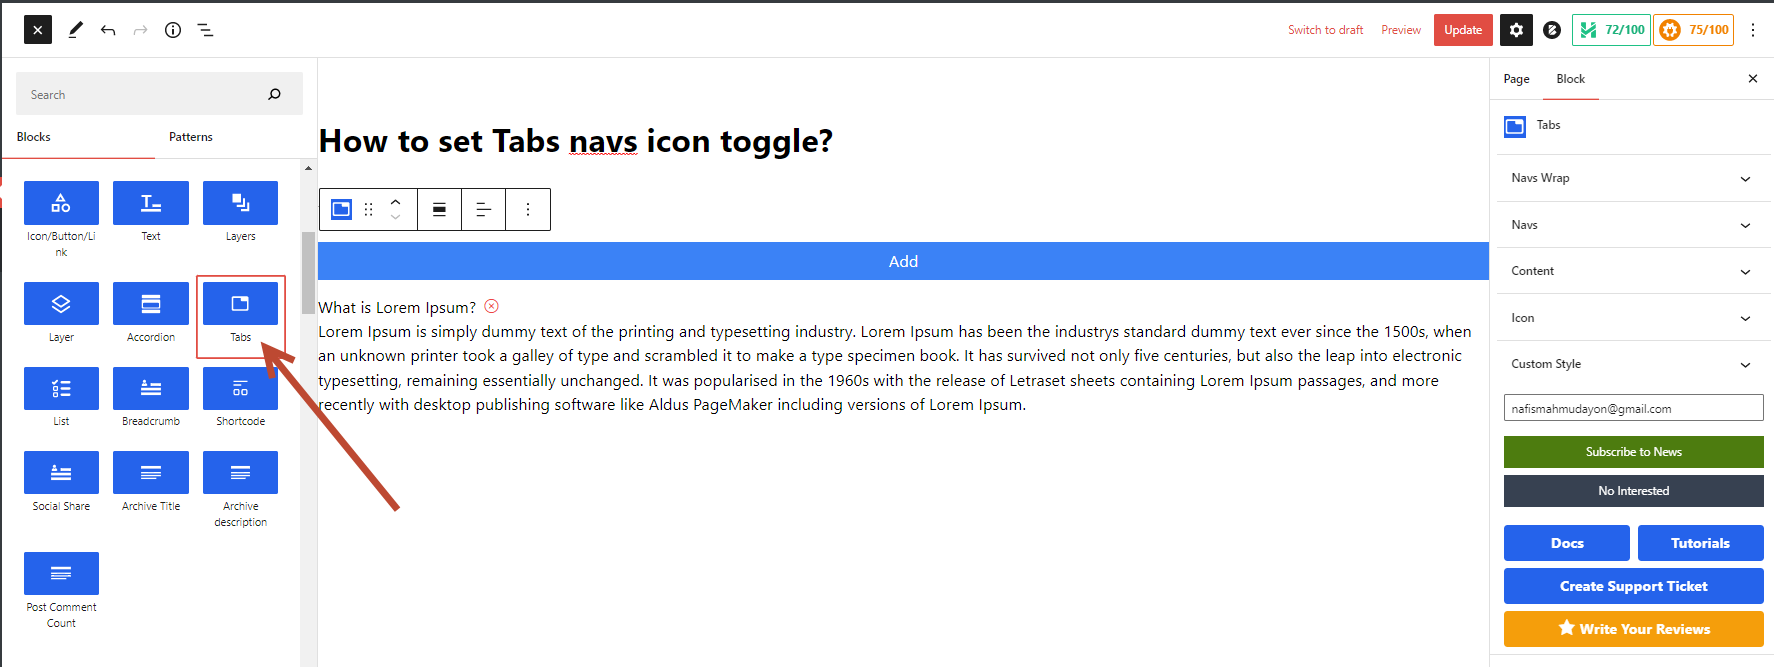 Switch to draft
Preview
Update
72/100
75/100
Search
Blocks
Patterns
Icon/Button/Li
nk
Text
Layers
Layer
Accordion
Tabs
List
Breadcrumb
Shortcode
Social Share
Archive Title
Archive
description
Post Comment
Count
How to set Tabs navs icon toggle?
Add
What is Lorem Ipsum?
Lorem Ipsum is simply dummy text of the printing and typesetting industry. Lorem Ipsum has been the industrys standard dummy text ever since the 1500s, when
an unknown printer took a galley of type and scrambled it to make a type specimen book. It has survived not only five centuries, but also the leap into electronic
typesetting, remaining essentially unchanged. It was popularised in the 1960s with the release of Letraset sheets containing Lorem Ipsum passages, and more
recently with desktop publishing software like Aldus PageMaker including versions of Lorem Ipsum.
Page
Block
Tabs
Navs Wrap
Navs
Content
Icon
Custom Style
nafismahmudayon@gmail.com
Subscribe to News
No Interested
Docs
Tutorials
Create Support Ticket
Write Your Reviews